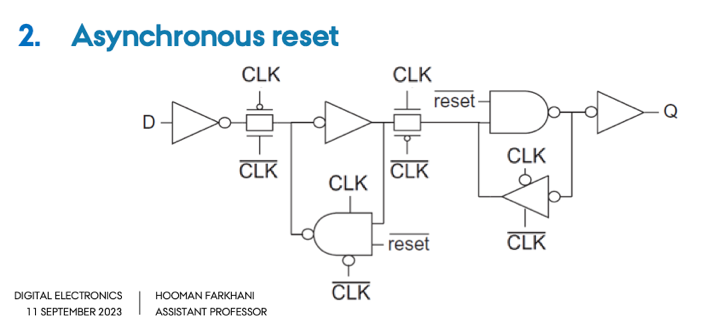 2. Asynchronous reset
CLK
CLK
reset
D
Q
CLK
CLK
CLK
CLK
reset
CLK
CLK
DIGITAL ELECTRONICS
11 SEPTEMBER 2023
HOOMAN FARKHANI
ASSISTANT PROFESSOR